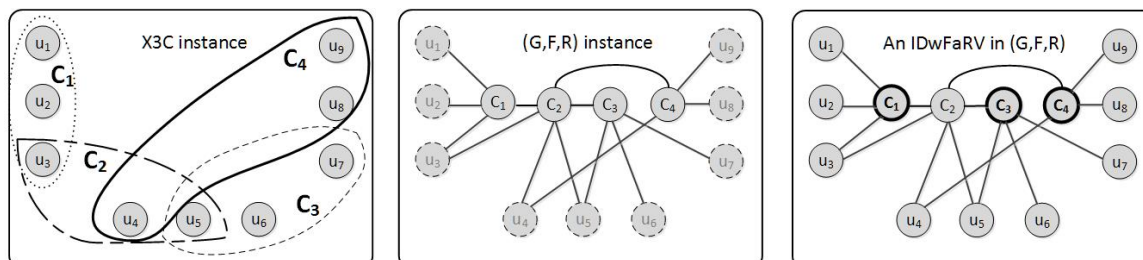 X3C instance
u1
u2
u3
u4
u5
u6
u7
u8
u9
C1
C2
C3
C4
(G,F,R) instance
u1
u2
u3
u4
u5
u6
u7
u8
u9
C1
C2
C3
C4
An IDwFaRV in (G,F,R)
u1
u2
u3
u4
u5
u6
u7
u8
u9
C1
C2
C3
C4